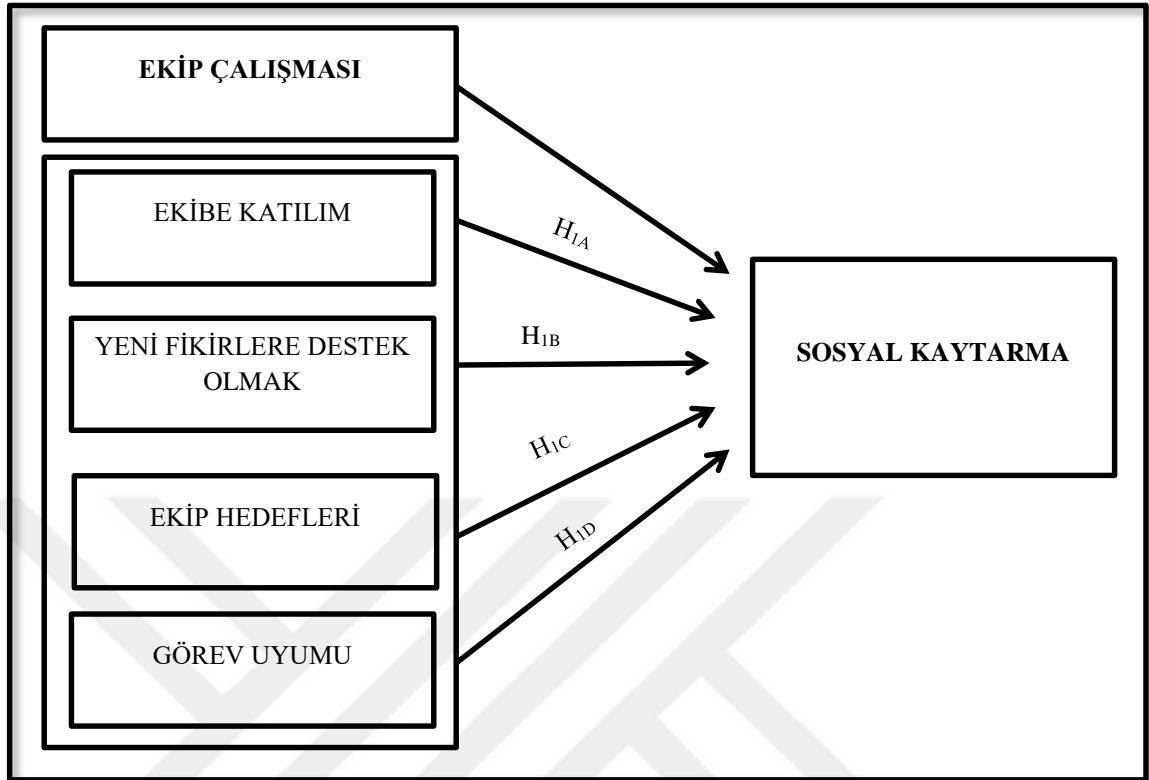 EKİP ÇALIŞMASI
EKİBE KATILIM
H1A
YENİ FİKİRLERE DESTEK
OLMAK
H1B
SOSYAL KAYTARMA
H1C
EKİP HEDEFLERİ
H1D
GÖREV UYUMU